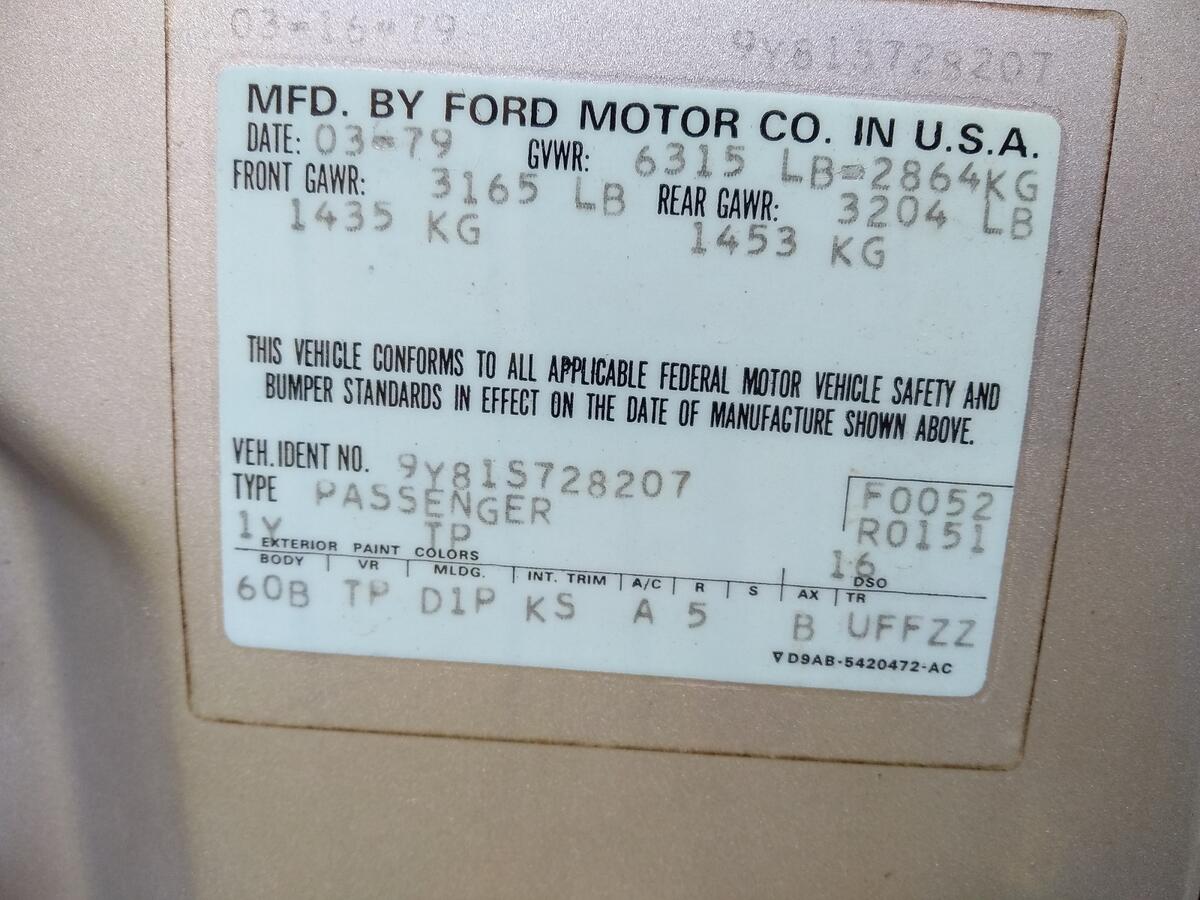 03-16-79 9Y81S728207
MFD. BY FORD MOTOR CO. IN U.S.A.
DATE: 03-79 GVWR: 6315 LB-2864KG
FRONT GAWR: 3165 LB REAR GAWR: 3204 LB
1435 KG 1453 KG
THIS VEHICLE CONFORMS TO ALL APPLICABLE FEDERAL MOTOR VEHICLE SAFETY AND
BUMPER STANDARDS IN EFFECT ON THE DATE OF MANUFACTURE SHOWN ABOVE.
VEH. IDENT NO. 9Y81S728207
TYPE PASSENGER F0052
R0151
1Y TP 16
EXTERIOR PAINT COLORS DSO
BODY VR MLDG. INT. TRIM A/C R S AX TR
60B TP D1P KS A 5 B UFFZZ
▽D9AB-5420472-AC